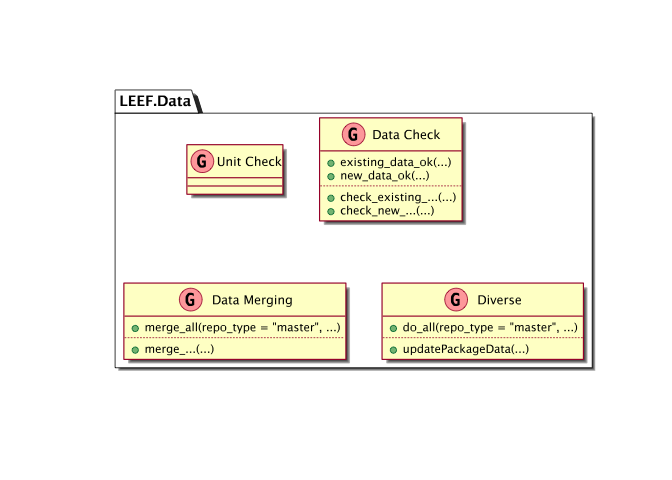 LEEF.Data
G Unit Check
G Data Check
existing_data_ok(...)
new_data_ok(...)
check_existing_...(...)
check_new_...(...)
G Data Merging
merge_all(repo_type = "master", ...)
merge_...(...)
G Diverse
do_all(repo_type = "master", ...)
updatePackageData(...)